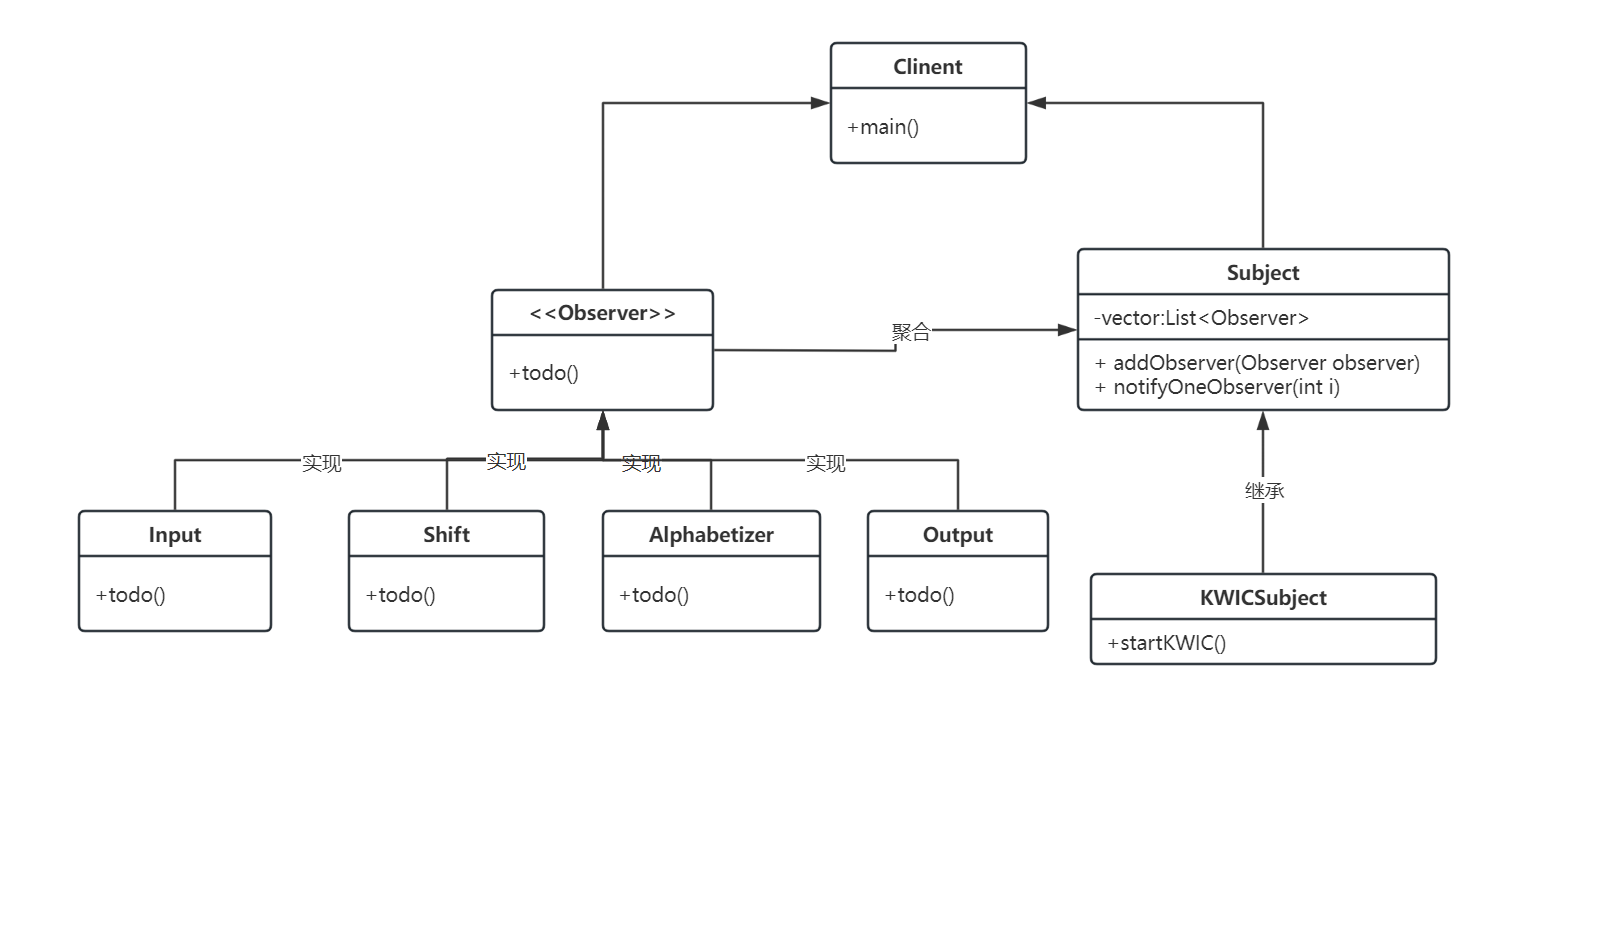 Clinent
+main()
Subject
-vector:List<Observer>
+ addObserver(Observer observer)
+ notifyOneObserver(int i)
<<Observer>>
+todo()
聚合
实现
实现
实现
实现
继承
Input
+todo()
Shift
+todo()
Alphabetizer
+todo()
Output
+todo()
KWICSubject
+startKWIC()